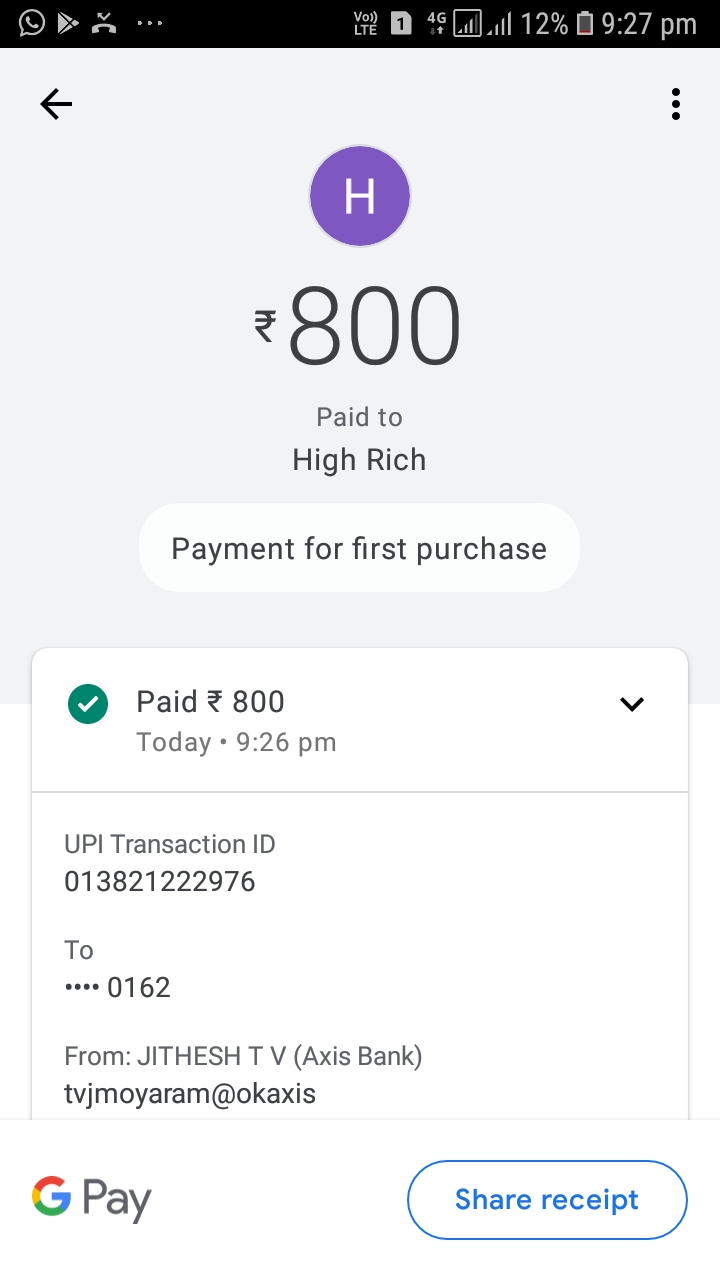 Vo)) LTE 1 4G 12% 9:27 pm
H
₹800
Paid to
High Rich
Payment for first purchase
Paid ₹ 800
Today • 9:26 pm
UPI Transaction ID
013821222976
To
•••• 0162
From: JITHESH T V (Axis Bank)
tvjmoyaram@okaxis
G Pay
Share receipt